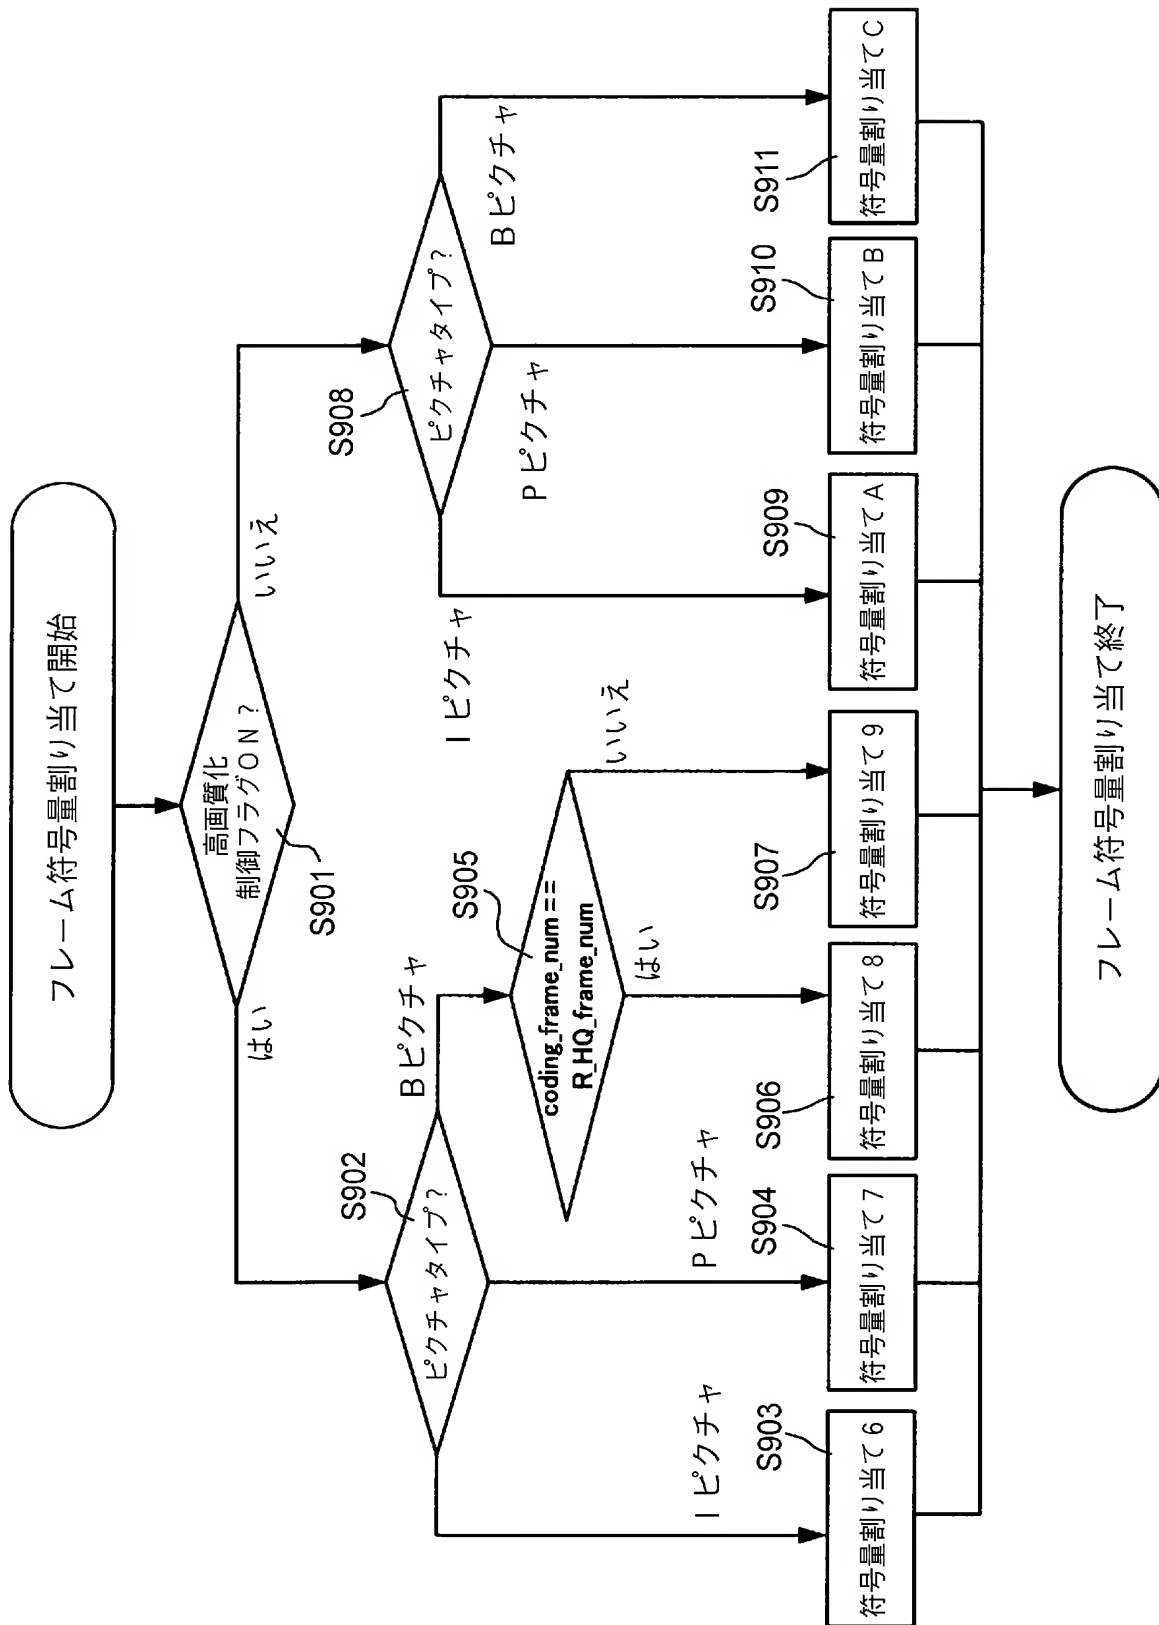 フレーム符号量割り当て開始
高画質化
制御フラグON?
S901
はい
いいえ
S902
ピクチャタイプ?
S908
ピクチャタイプ?
Iピクチャ
Pピクチャ
Bピクチャ
S905
coding_frame_num ==
R_HQ_frame_num
はい
いいえ
Iピクチャ
Pピクチャ
Bピクチャ
S903
符号量割り当て6
S904
符号量割り当て7
S906
符号量割り当て8
S907
符号量割り当て9
S909
符号量割り当てA
S910
符号量割り当てB
S911
符号量割り当てC
フレーム符号量割り当て終了